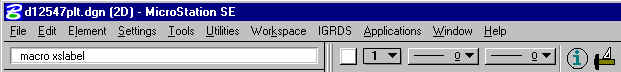 d12547plt.dgn (2D) - MicroStation SE
File Edit Element Settings Tools Utilities Workspace IGRDS Applications Window Help
macro xslabel 1 0 0